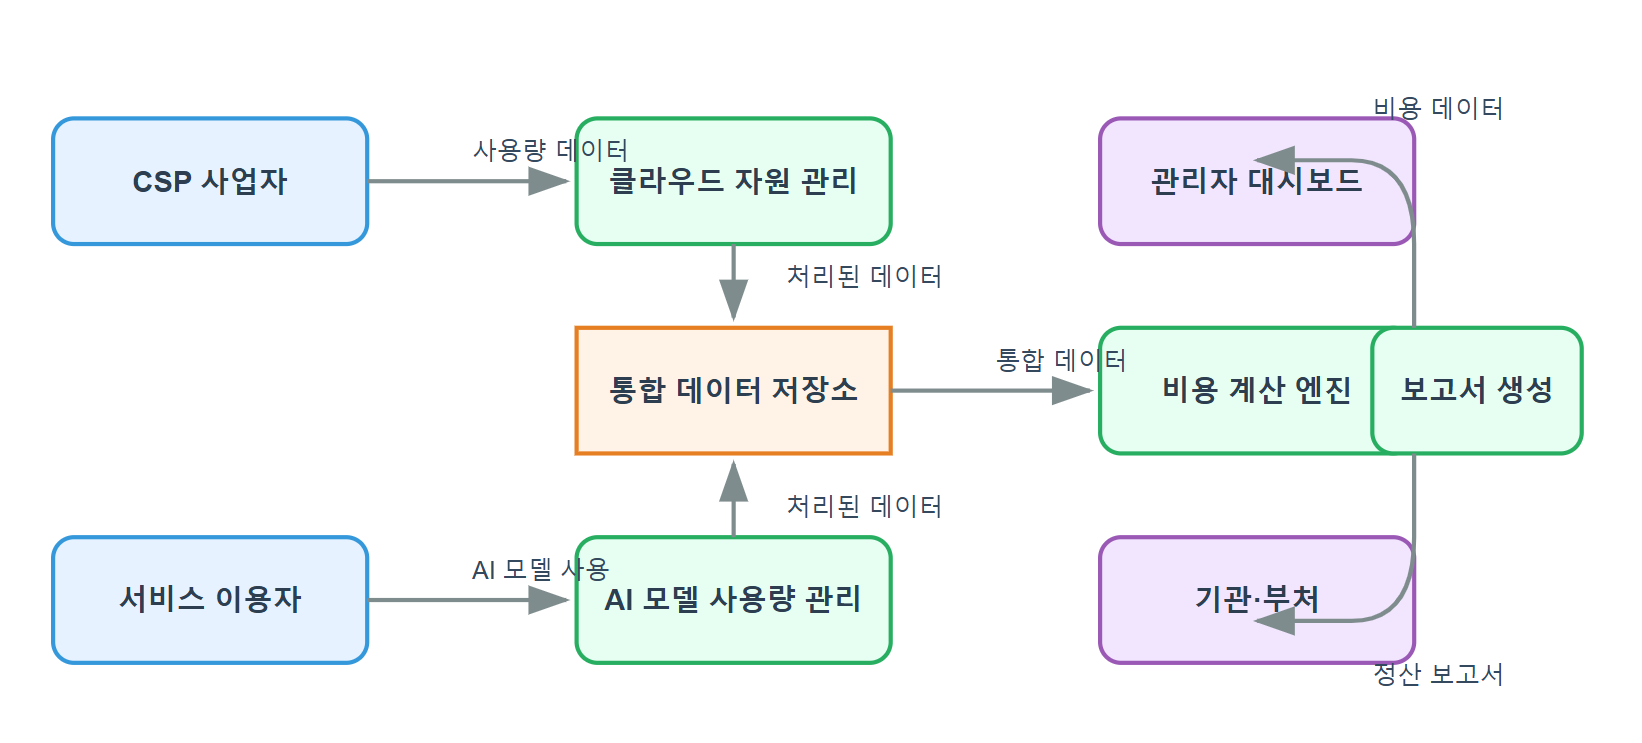 비용 데이터
CSP 사업자
사용량 데이터
클라우드 자원 관리
관리자 대시보드
처리된 데이터
통합 데이터 저장소
통합 데이터
비용 계산 엔진
보고서 생성
처리된 데이터
서비스 이용자
AI 모델 사용
AI 모델 사용량 관리
기관·부처
정산 보고서